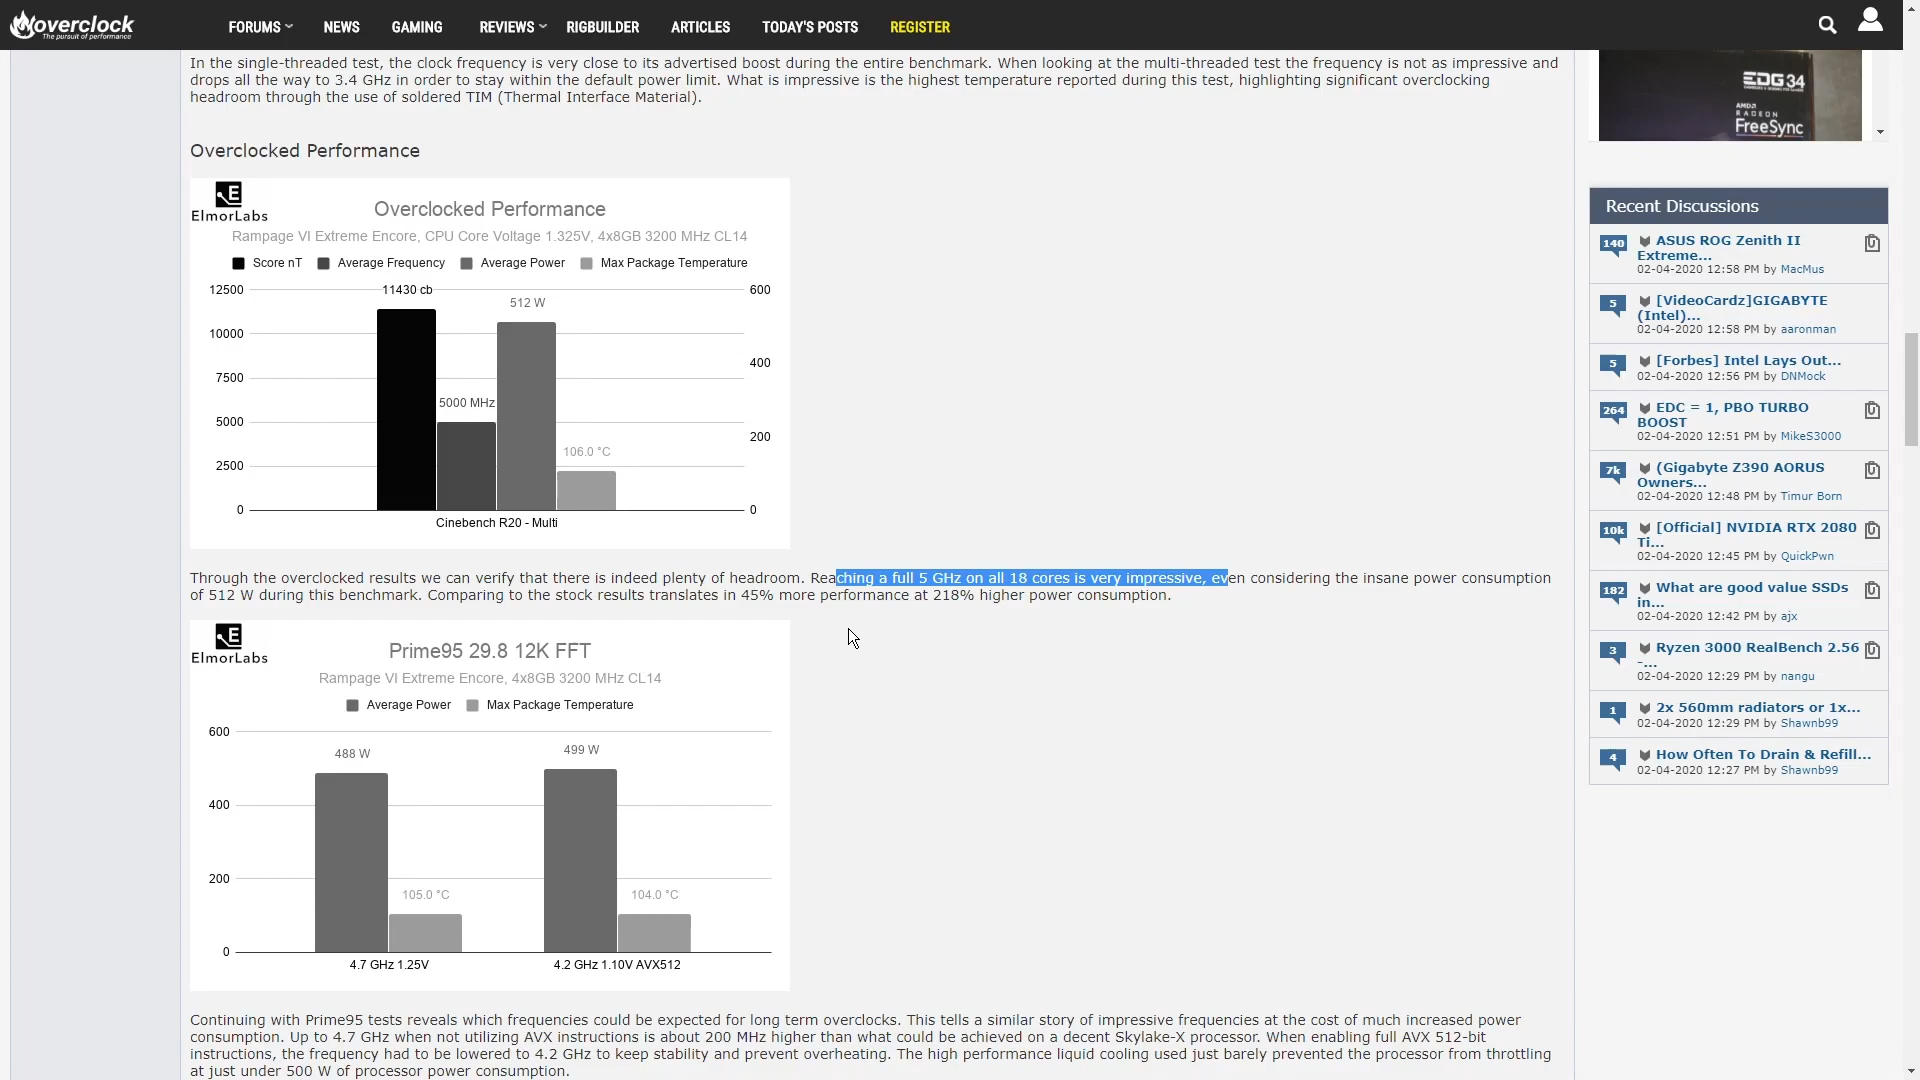 overclock
The pursuit of performance
FORUMS NEWS GAMING REVIEWS RIGBUILDER ARTICLES TODAY'S POSTS REGISTER
In the single-threaded test, the clock frequency is very close to its advertised boost during the entire benchmark. When looking at the multi-threaded test the frequency is not as impressive and
drops all the way to 3.4 GHz in order to stay within the default power limit. What is impressive is the highest temperature reported during this test, highlighting significant overclocking
headroom through the use of soldered TIM (Thermal Interface Material).
Overclocked Performance
E
ElmorLabs
Overclocked Performance
Rampage VI Extreme Encore, CPU Core Voltage 1.325V, 4x8GB 3200 MHz CL14
Score nT Average Frequency Average Power Max Package Temperature
12500 11430 cb 600
512 W
10000
400
7500
5000 MHz
5000 200
106.0 °C
2500
0 0
Cinebench R20 - Multi
Through the overclocked results we can verify that there is indeed plenty of headroom. Reaching a full 5 GHz on all 18 cores is very impressive, even considering the insane power consumption
of 512 W during this benchmark. Comparing to the stock results translates in 45% more performance at 218% higher power consumption.
E
ElmorLabs
Prime95 29.8 12K FFT
Rampage VI Extreme Encore, 4x8GB 3200 MHz CL14
Average Power Max Package Temperature
600
488 W 499 W
400
200
105.0 °C 104.0 °C
0
4.7 GHz 1.25V 4.2 GHz 1.10V AVX512
Continuing with Prime95 tests reveals which frequencies could be expected for long term overclocks. This tells a similar story of impressive frequencies at the cost of much increased power
consumption. Up to 4.7 GHz when not utilizing AVX instructions is about 200 MHz higher than what could be achieved on a decent Skylake-X processor. When enabling full AVX 512-bit
instructions, the frequency had to be lowered to 4.2 GHz to keep stability and prevent overheating. The high performance liquid cooling used just barely prevented the processor from throttling
at just under 500 W of processor power consumption.
EDG 34
AMD
RADEON
FreeSync
Recent Discussions
140 ASUS ROG Zenith II
Extreme...
02-04-2020 12:58 PM by MacMus
5 [VideoCardz]GIGABYTE
(Intel)...
02-04-2020 12:58 PM by aaronman
5 [Forbes] Intel Lays Out...
02-04-2020 12:56 PM by DNMock
264 EDC = 1, PBO TURBO
BOOST
02-04-2020 12:51 PM by MikeS3000
7k (Gigabyte Z390 AORUS
Owners...
02-04-2020 12:48 PM by Timur Born
10k [Official] NVIDIA RTX 2080
Ti...
02-04-2020 12:45 PM by QuickPwn
182 What are good value SSDs
in...
02-04-2020 12:42 PM by ajx
3 Ryzen 3000 RealBench 2.56
-...
02-04-2020 12:29 PM by nangu
1 2x 560mm radiators or 1x...
02-04-2020 12:29 PM by Shawnb99
4 How Often To Drain & Refill...
02-04-2020 12:27 PM by Shawnb99